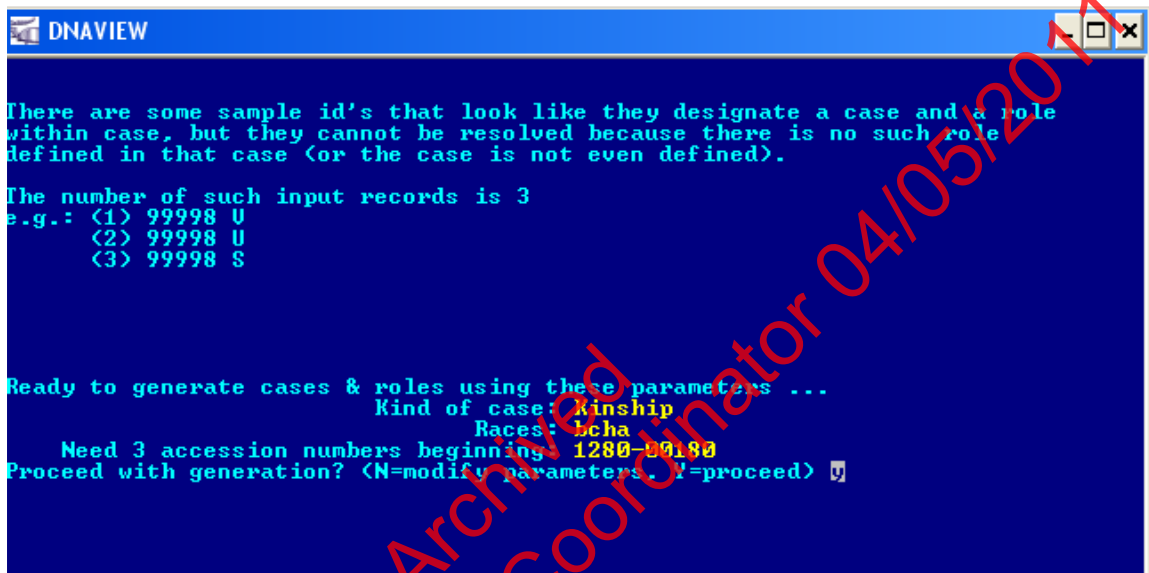 DNAVIEW
There are some sample id's that look like they designate a case and a role
within case, but they cannot be resolved because there is no such role
defined in that case (or the case is not even defined).
The number of such input records is 3
e.g.: (1) 99998 V
(2) 99998 U
(3) 99998 S
Ready to generate cases & roles using these parameters ...
Kind of case: Kinship
Races: bcha
Need 3 accession numbers beginning: 1280-00180
Proceed with generation? (N=modify parameters. Y=proceed) y
Archived
Coordinator 04/05/2011